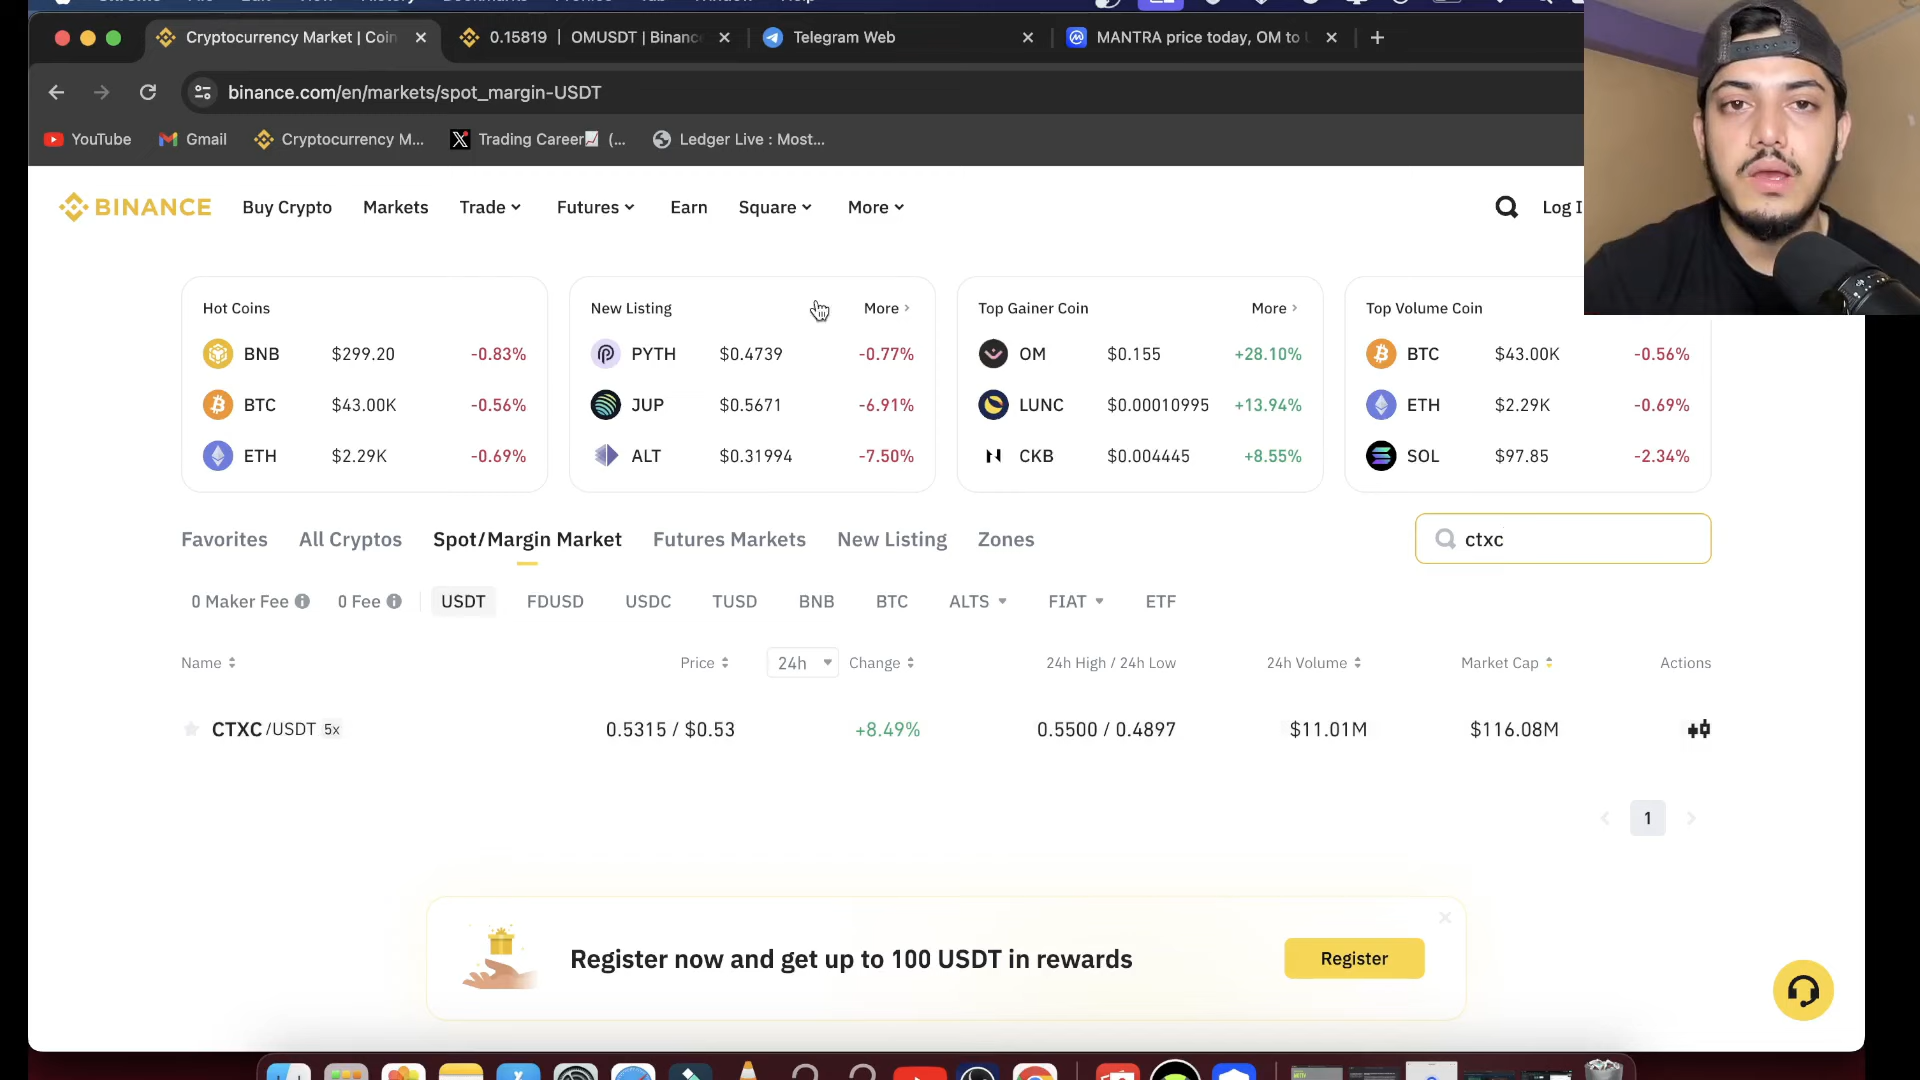 Cryptocurrency Market | Coin
0.15819 | OMUSDT | Binanc
Telegram Web
MANTRA price today, OM to
binance.com/en/markets/spot_margin-USDT
YouTube
Gmail
Cryptocurrency M...
Trading Career (...
Ledger Live : Most...
BINANCE
Buy Crypto
Markets
Trade
Futures
Earn
Square
More
Log I
Hot Coins
BNB $299.20 -0.83%
BTC $43.00K -0.56%
ETH $2.29K -0.69%
New Listing More
PYTH $0.4739 -0.77%
JUP $0.5671 -6.91%
ALT $0.31994 -7.50%
Top Gainer Coin More
OM $0.155 +28.10%
LUNC $0.00010995 +13.94%
CKB $0.004445 +8.55%
Top Volume Coin
BTC $43.00K -0.56%
ETH $2.29K -0.69%
SOL $97.85 -2.34%
Favorites All Cryptos Spot/Margin Market Futures Markets New Listing Zones
ctxc
0 Maker Fee 0 Fee USDT FDUSD USDC TUSD BNB BTC ALTS FIAT ETF
Name Price 24h Change 24h High / 24h Low 24h Volume Market Cap Actions
CTXC /USDT 5x 0.5315 / $0.53 +8.49% 0.5500 / 0.4897 $11.01M $116.08M
1
Register now and get up to 100 USDT in rewards
Register